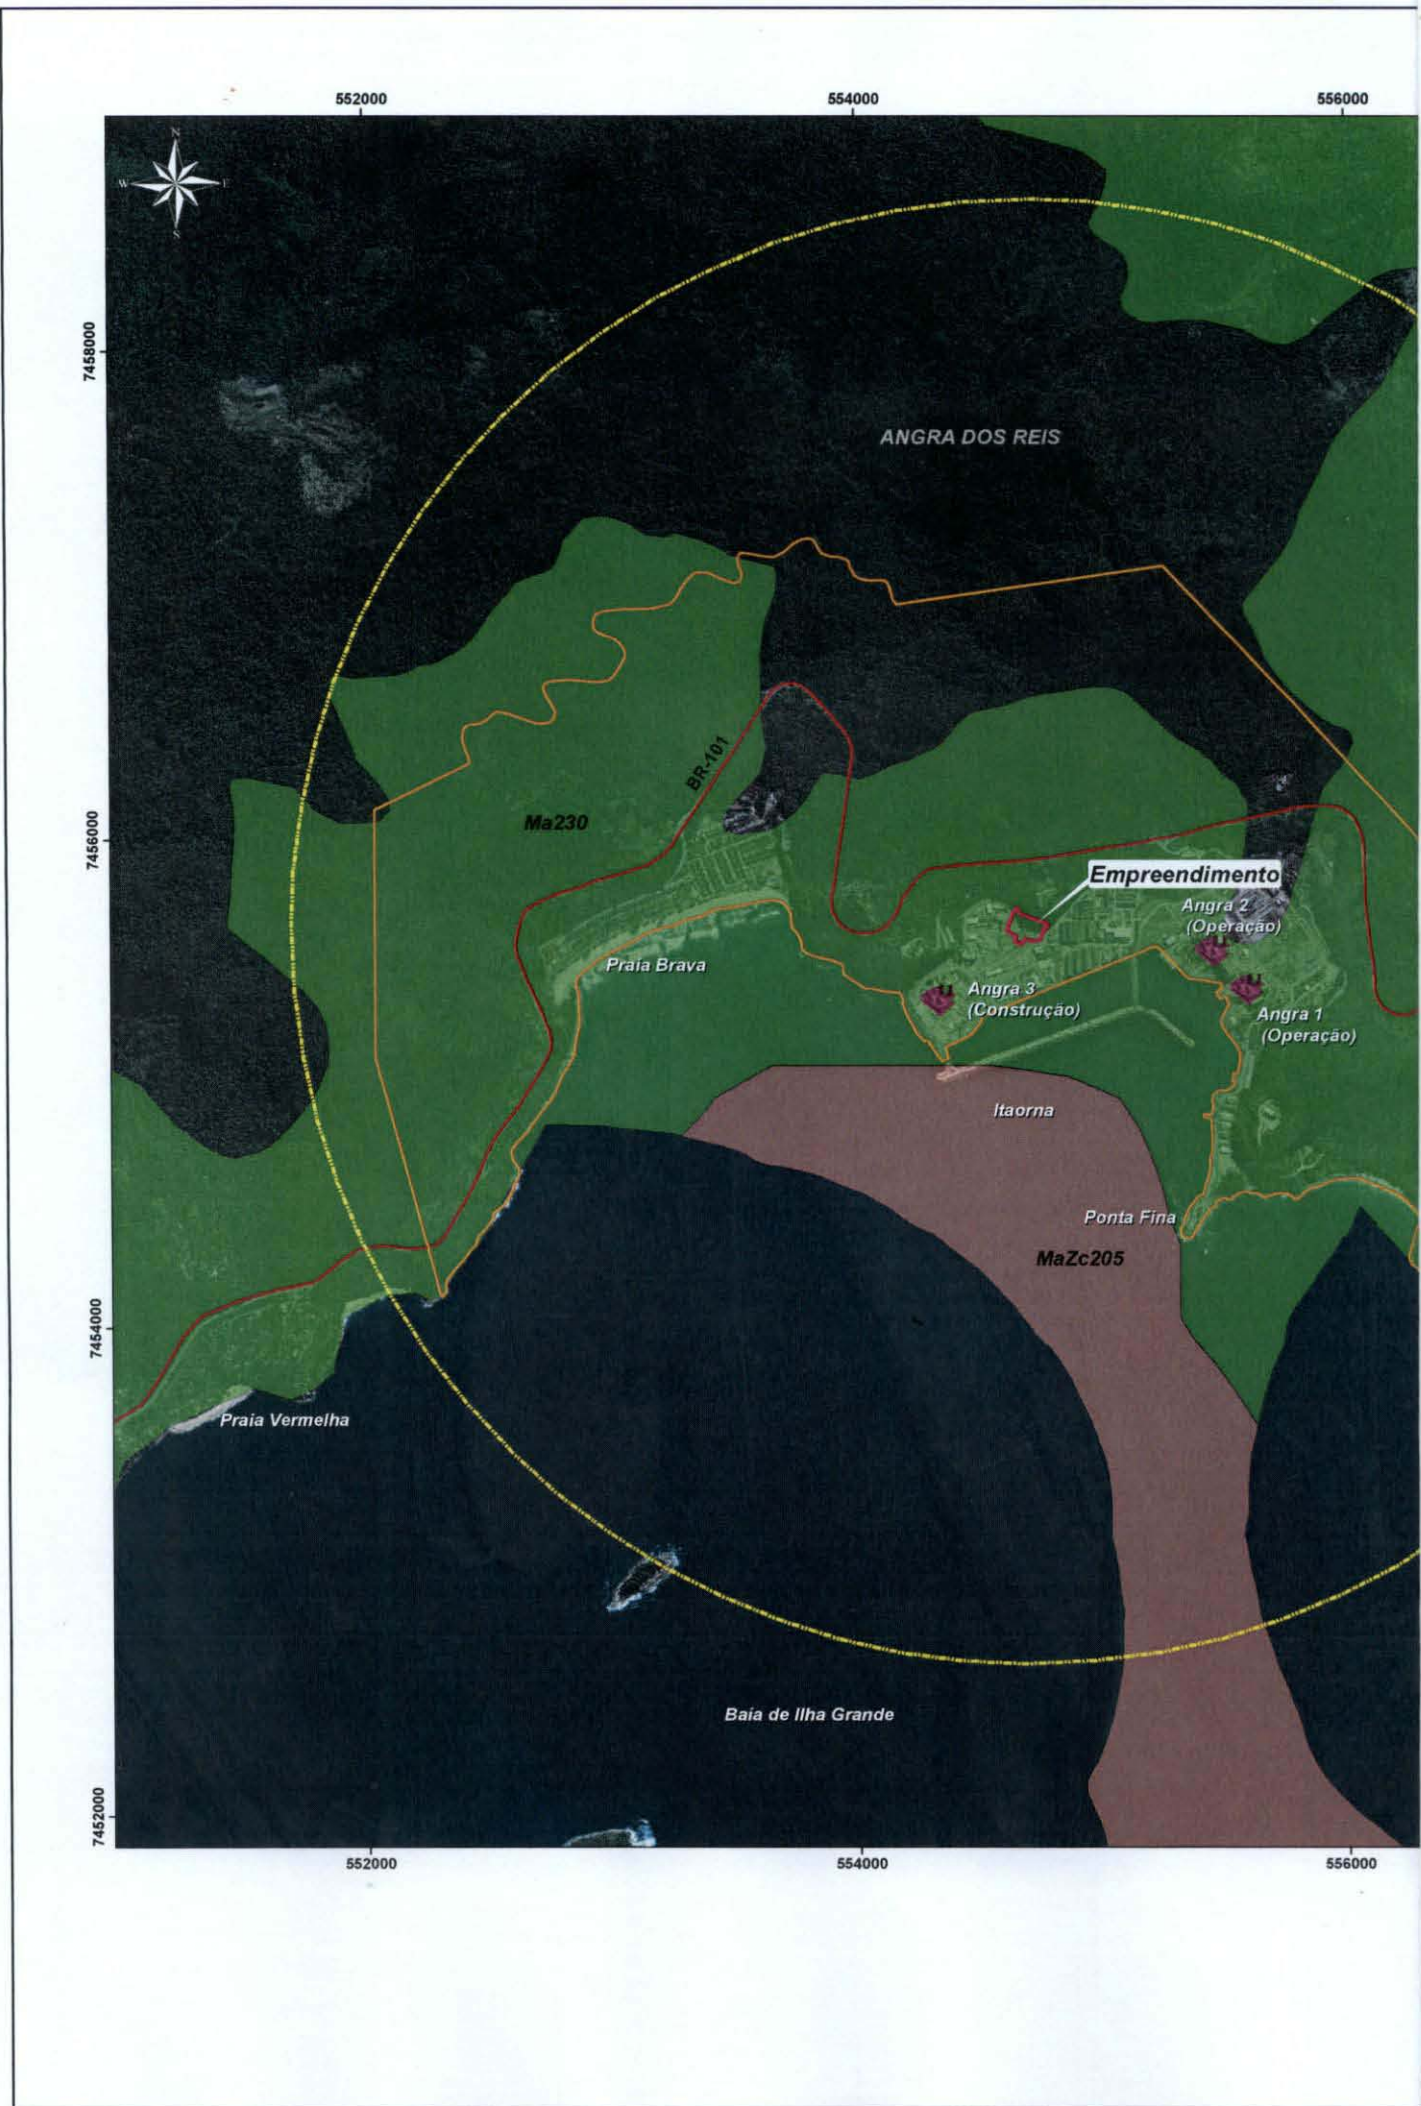 552000
554000
556000
N
W
E
S
7458000
ANGRA DOS REIS
BR-101
7456000
Ma230
Empreendimento
Angra 2
(Operação)
Praia Brava
Angra 3
(Construção)
Angra 1
(Operação)
Itaorna
Ponta Fina
MaZc205
7454000
Praia Vermelha
Baía de Ilha Grande
7452000
552000
554000
556000